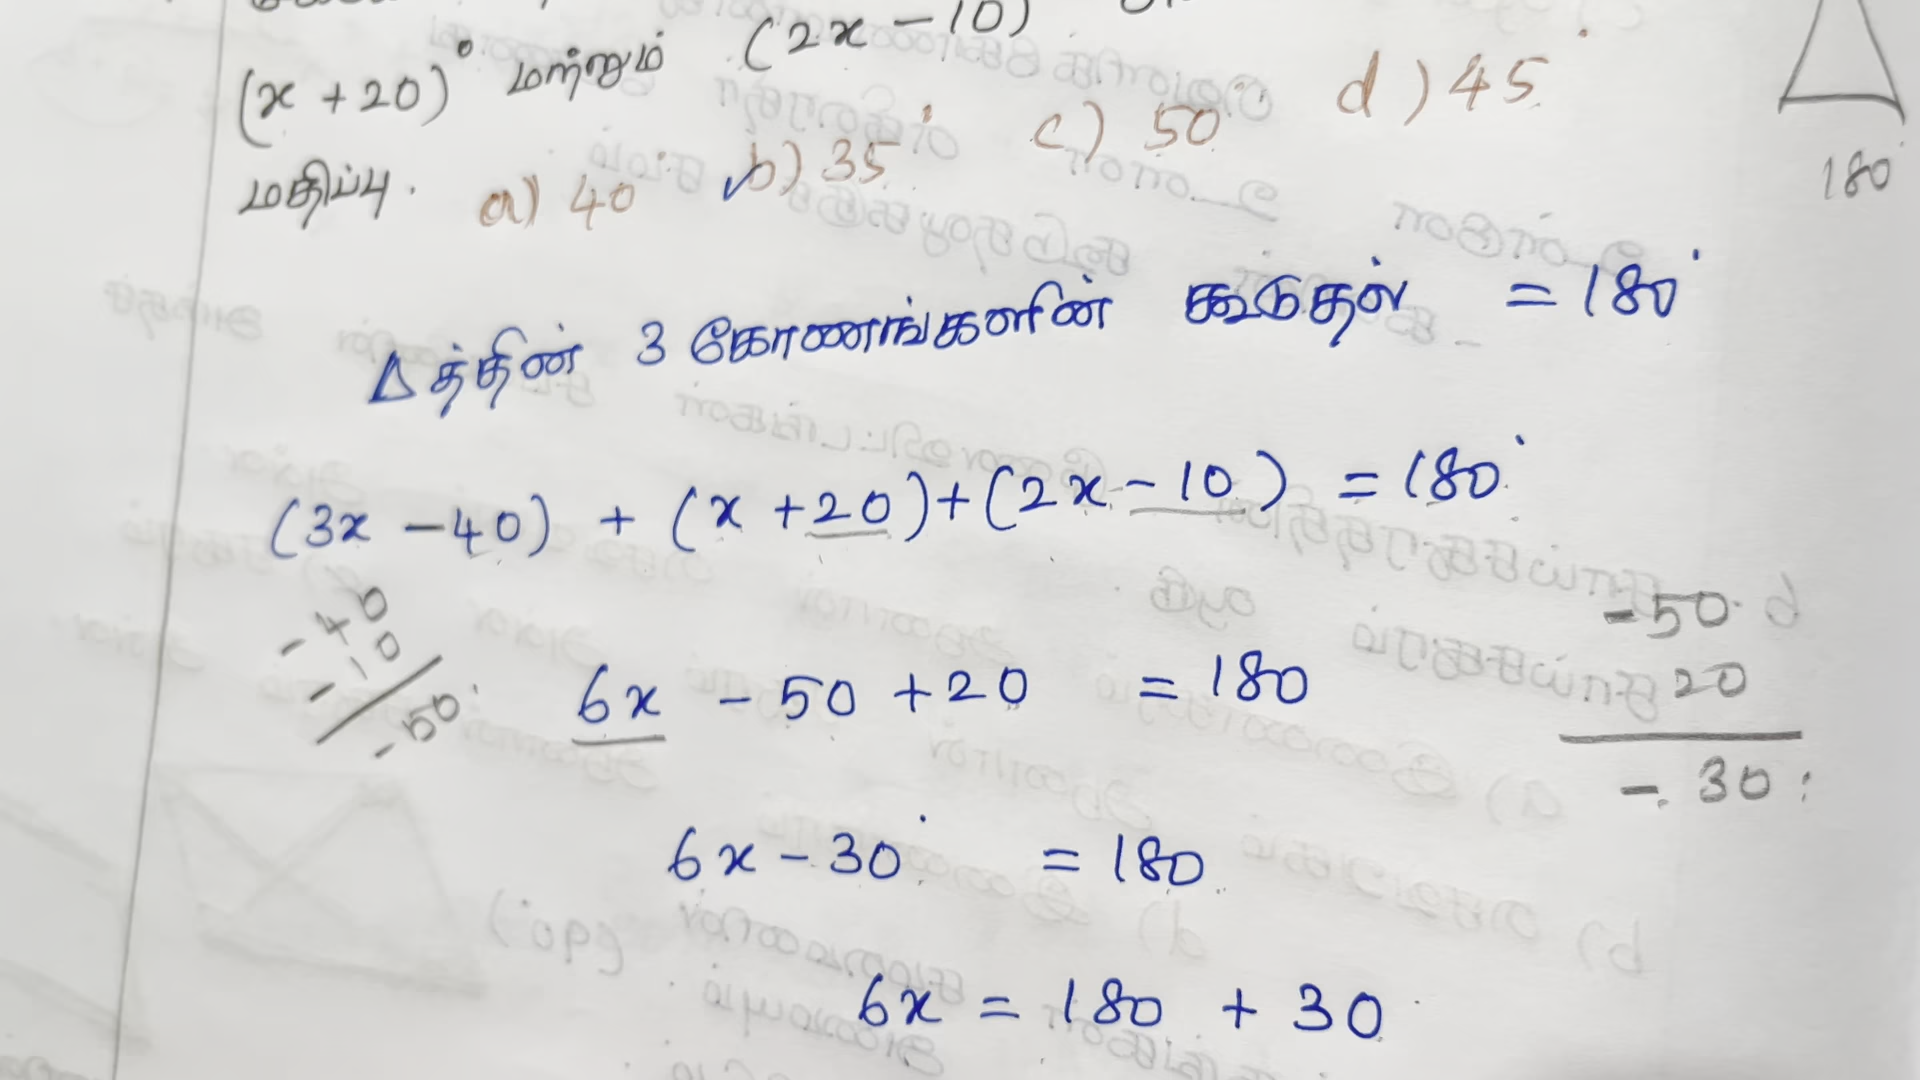 (x + 20)° மற்றும் (2x - 10)
மதிப்பு. a) 40 b) 35° c) 50 d) 45°
180°
Δத்தின் 3 கோணங்களின் கூடுதல் = 180°
(3x - 40) + (x + 20) + (2x - 10) = 180°
- 40
- 10
- 50
6x - 50 + 20 = 180
- 50
20
- 30
6x - 30° = 180
6x = 180 + 30